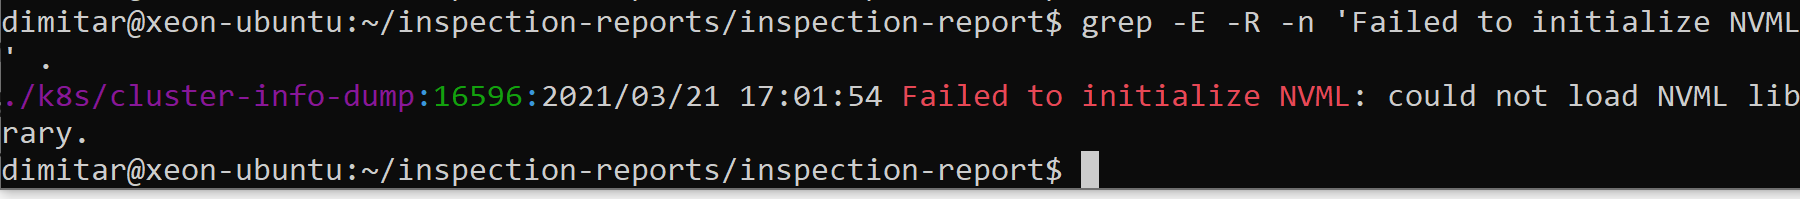 dimitar@xeon-ubuntu:~/inspection-reports/inspection-report$ grep -E -R -n 'Failed to initialize NVML
' .
./k8s/cluster-info-dump:16596:2021/03/21 17:01:54 Failed to initialize NVML: could not load NVML lib
rary.
dimitar@xeon-ubuntu:~/inspection-reports/inspection-report$